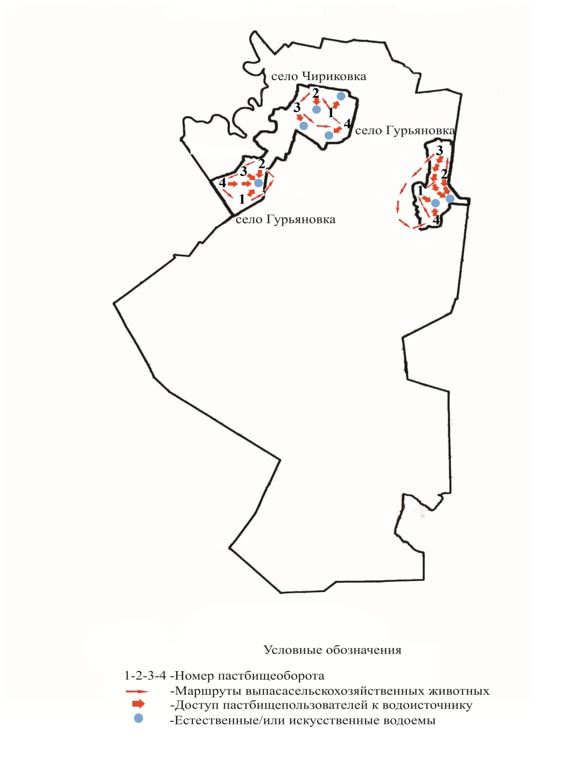 село Чириковка
2
3
1
4
село Гурьяновка
3
2
3
2
4
1
1
4
село Гурьяновка
Условные обозначения
1-2-3-4 -Номер пастбищеоборота
-Маршруты выпасасельскохозяйственных животных
-Доступ пастбищепользователей к водоисточнику
-Естественные/или искусственные водоемы